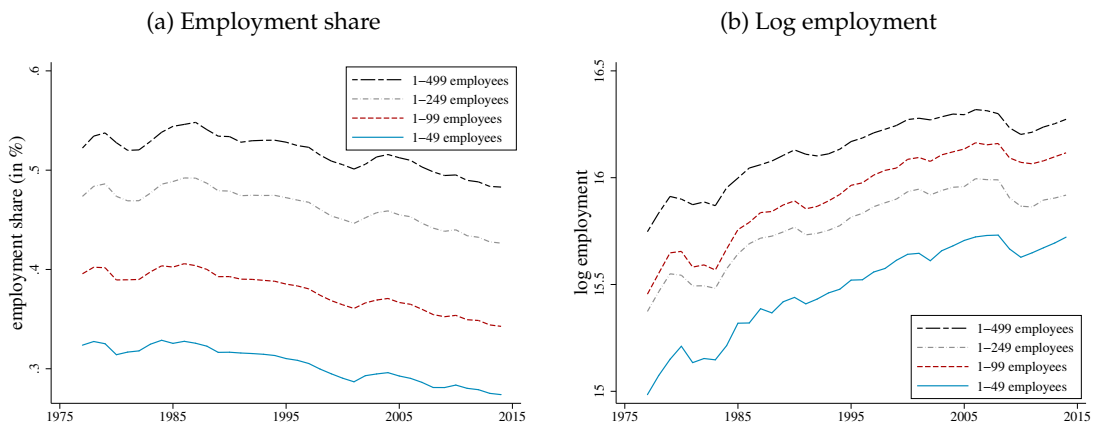 (a) Employment share
.6
.5
.4
.3
employment share (in %)
1−499 employees
1−249 employees
1−99 employees
1−49 employees
1975 1985 1995 2005 2015
(b) Log employment
16.5
16
15.5
15
log employment
1−499 employees
1−249 employees
1−99 employees
1−49 employees
1975 1985 1995 2005 2015